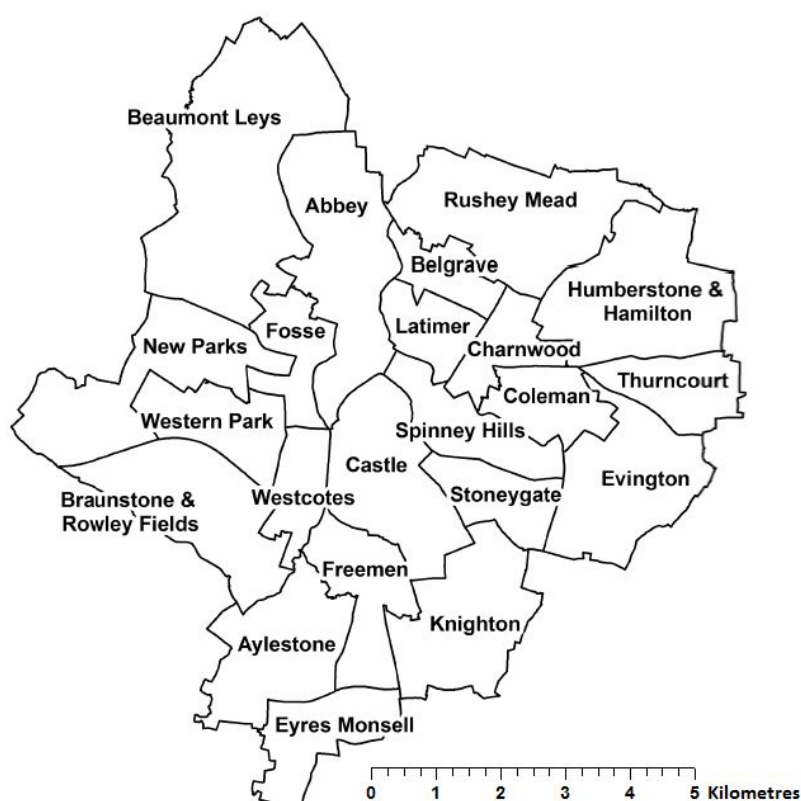 Beaumont Leys
Abbey
Rushey Mead
Belgrave
Humberstone &
Hamilton
Fosse
Latimer
New Parks
Charnwood
Thurncourt
Coleman
Western Park
Spinney Hills
Castle
Evington
Braunstone &
Rowley Fields
Westcotes
Stoneygate
Freemen
Knighton
Aylestone
Eyres Monsell
0 1 2 3 4 5 Kilometres